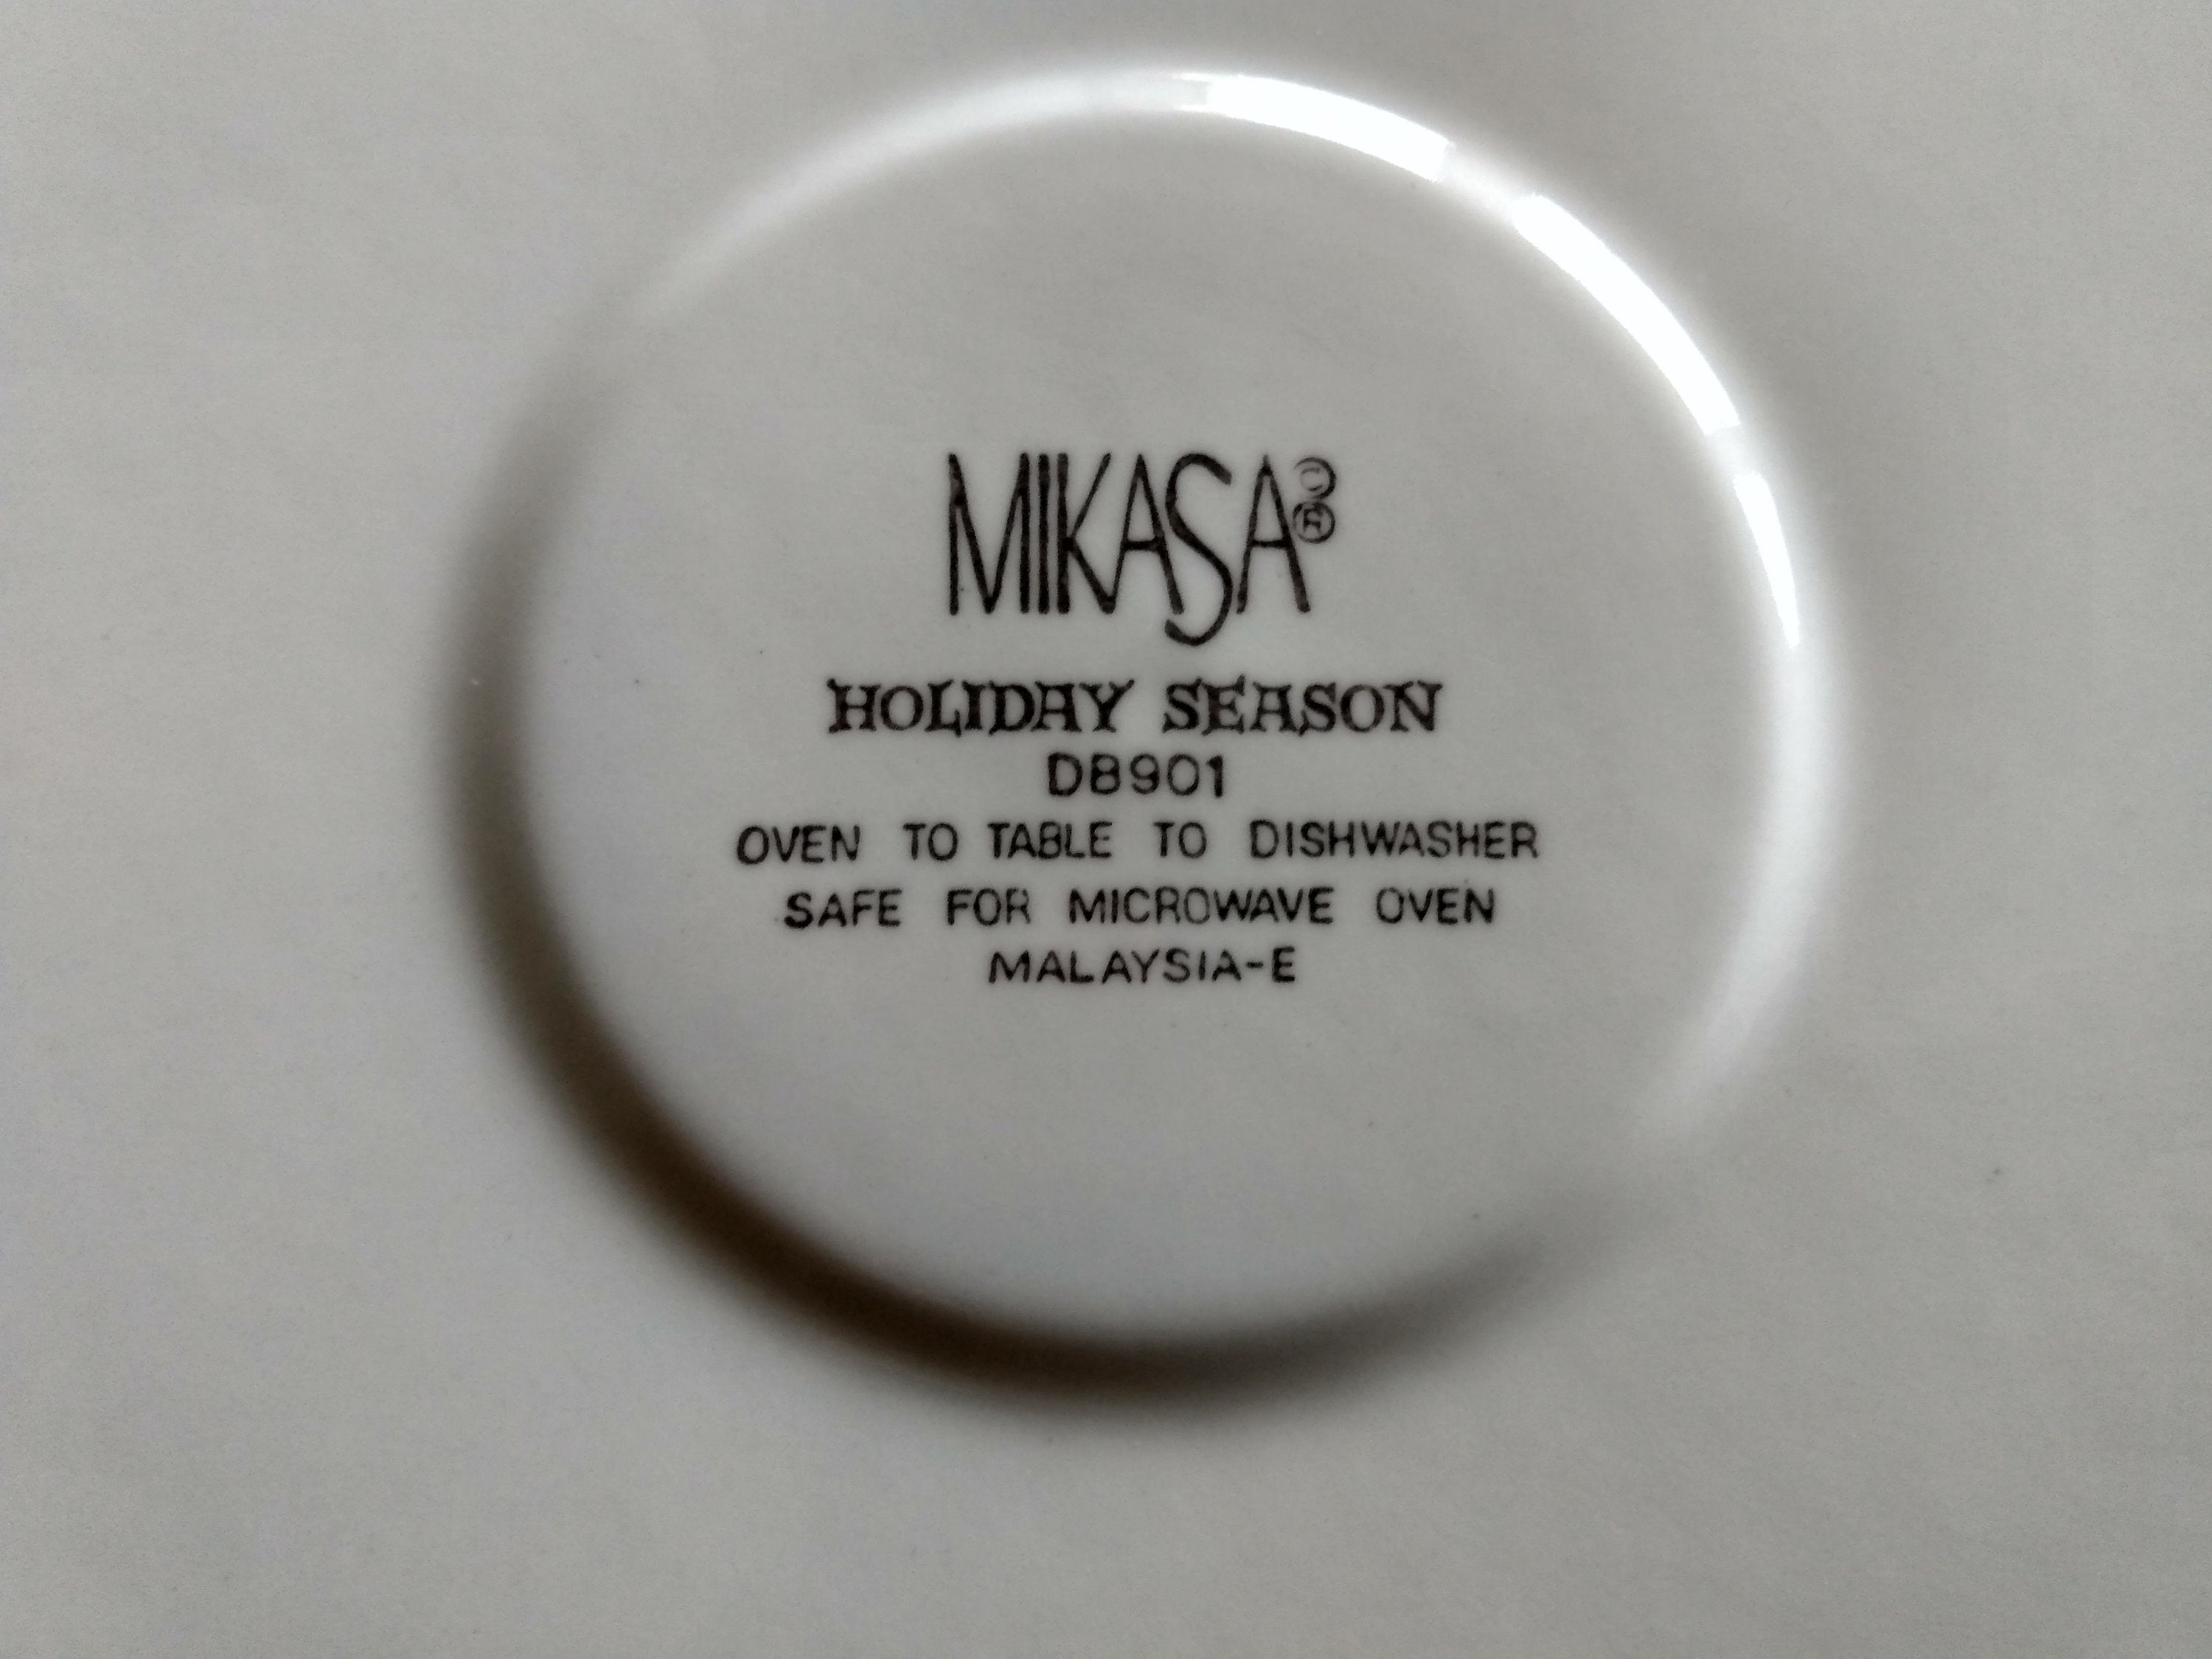 MIKASA©®
HOLIDAY SEASON
DB901
OVEN TO TABLE TO DISHWASHER
SAFE FOR MICROWAVE OVEN
MALAYSIA-E